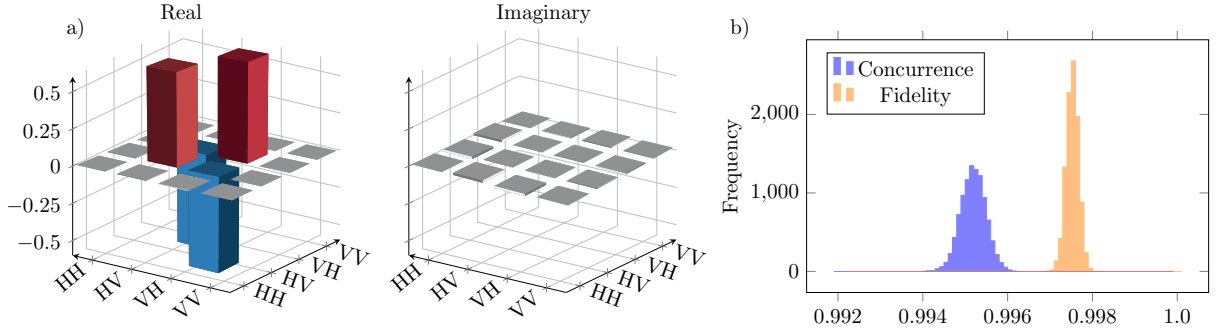 a)
Real
0.5
0.25
0
−0.25
−0.5
HH
HV
VH
VV
HH
HV
VH
VV
Imaginary
HH
HV
VH
VV
HH
HV
VH
VV
b)
Concurrence
Fidelity
Frequency
2,000
1,000
0
0.992 0.994 0.996 0.998 1.0